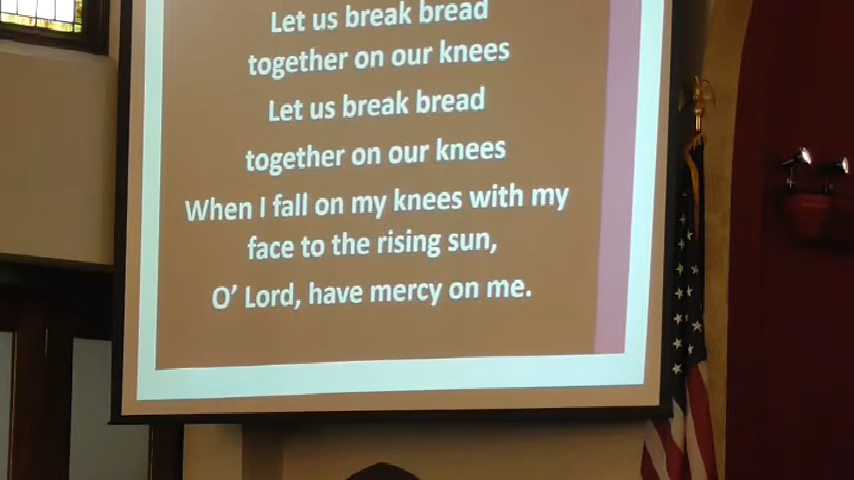 Let us break bread
together on our knees
Let us break bread
together on our knees
When I fall on my knees with my
face to the rising sun,
O’ Lord, have mercy on me.